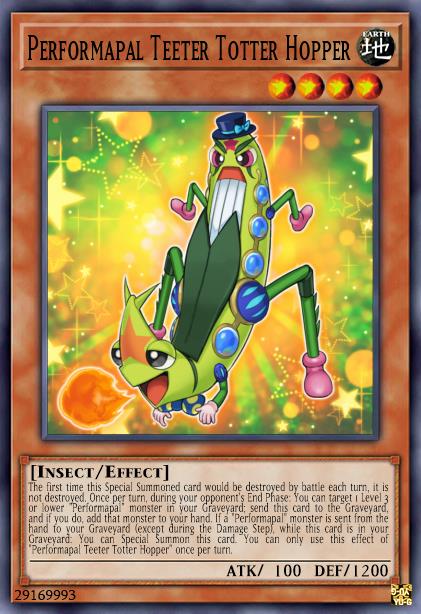 Performapal Teeter Totter Hopper
EARTH
地
[Insect/Effect]
The first time this Special Summoned card would be destroyed by battle each turn, it is
not destroyed. Once per turn, during your opponent's End Phase: You can target 1 Level 3
or lower "Performapal" monster in your Graveyard; send this card to the Graveyard,
and if you do, add that monster to your hand. If a "Performapal" monster is sent from
the hand to your Graveyard (except during the Damage Step), while this card is in your
Graveyard: You can Special Summon this card. You can only use this effect of
"Performapal Teeter Totter Hopper" once per turn.
ATK/ 100 DEF/1200
29169993